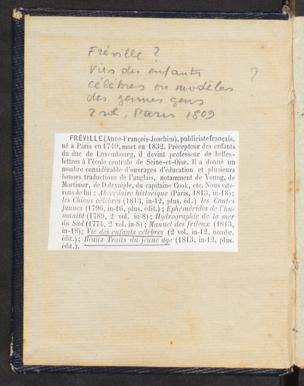 Fréville ?
Vies des enfants ?
célèbres ou modèles
des jeunes gens
2 vol. Paris 1809
FRÉVILLE (Anne-François-Joachim), publiciste français,
né à Paris en 1749, mort en 1832. Précepteur des enfants
du duc de Luxembourg, il devint professeur de belles-
lettres à l'école centrale de Seine-et-Oise. Il a donné un
nombre considérable d'ouvrages d'éducation et plusieurs
bonnes traductions de l'anglais, notamment de Young, de
Mortimer, de Dalrymple, du capitaine Cook, etc. Nous cite-
rons de lui : Abécédaire historique (Paris, 1813, in-18);
les Chiens célèbres (1813, in-12, plus. éd.) les Contes
jaunes (1796, in-16, plus. édit.) ; Ephémérides de l'hu-
manité (1789, 2 vol. in-8); Hydrographie de la mer
du Sud (1774, 2 vol. in-8) ; Manuel des frileux (1813,
in-18); Vie des enfants célèbres (2 vol. in-12, nombr.
édit.) ; Beaux Traits du jeune âge (1813, in-12, plus.
éd.).